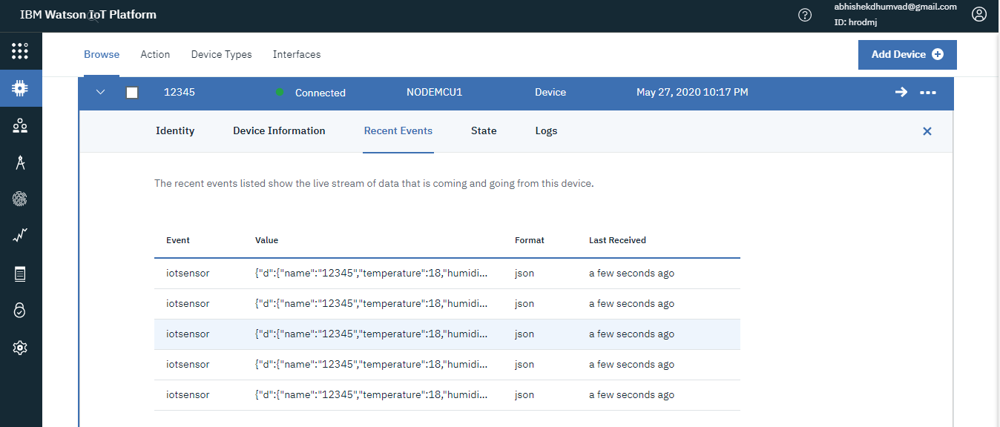 IBM Watson IoT Platform
abhishekdhumvad@gmail.com
ID: hrodmj
Browse Action Device Types Interfaces
Add Device
12345 Connected NODEMCU1 Device May 27, 2020 10:17 PM
Identity Device Information Recent Events State Logs
The recent events listed show the live stream of data that is coming and going from this device.
Event Value Format Last Received
iotsensor {"d":{"name":"12345","temperature":18,"humidi... json a few seconds ago
iotsensor {"d":{"name":"12345","temperature":18,"humidi... json a few seconds ago
iotsensor {"d":{"name":"12345","temperature":18,"humidi... json a few seconds ago
iotsensor {"d":{"name":"12345","temperature":18,"humidi... json a few seconds ago
iotsensor {"d":{"name":"12345","temperature":18,"humidi... json a few seconds ago